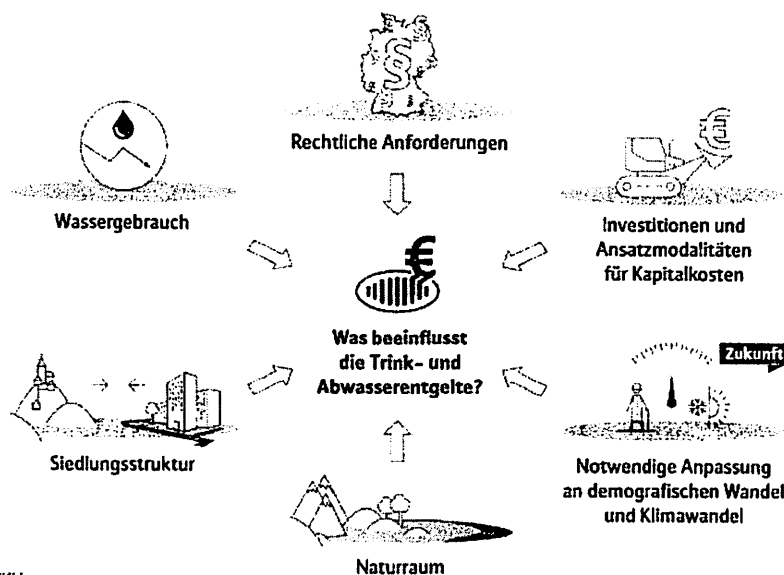 §
Rechtliche Anforderungen
Wassergebrauch
€
Investitionen und
Ansatzmodalitäten
für Kapitalkosten
€
Was beeinflusst
die Trink- und
Abwasserentgelte?
Siedlungsstruktur
Zukunft
Notwendige Anpassung
an demografischen Wandel
und Klimawandel
Naturraum